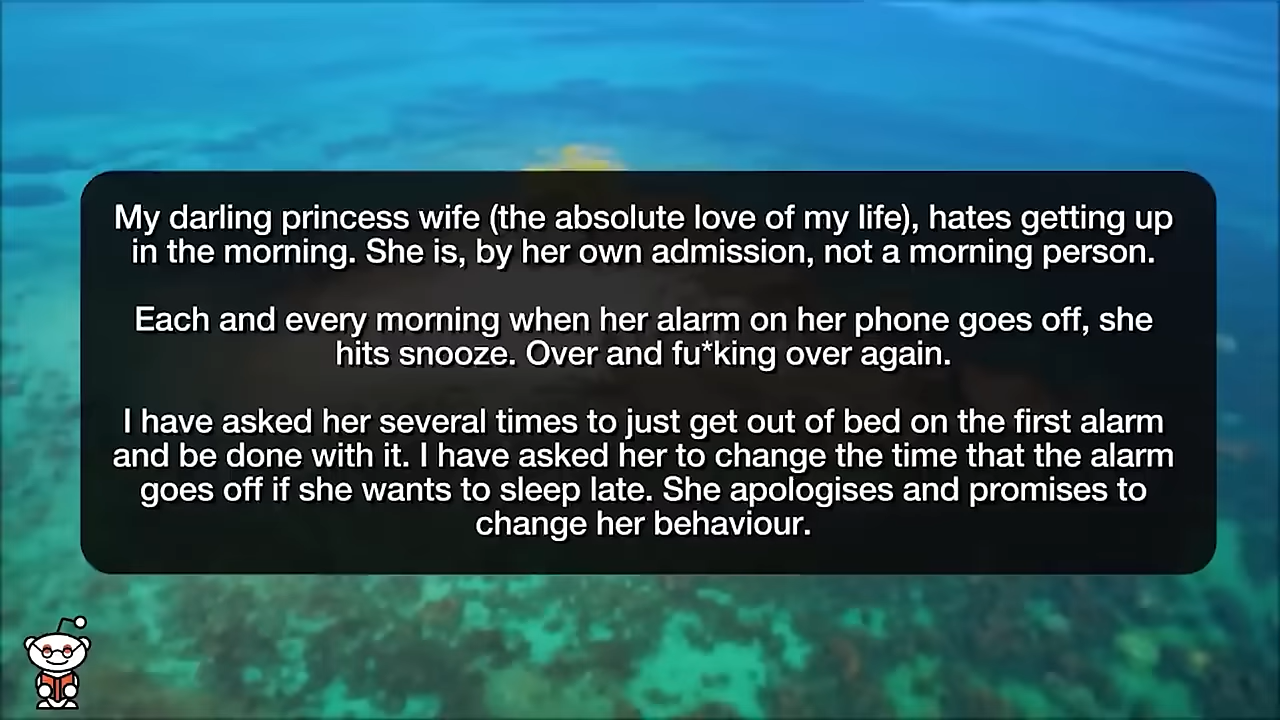 My darling princess wife (the absolute love of my life), hates getting up
in the morning. She is, by her own admission, not a morning person.
Each and every morning when her alarm on her phone goes off, she
hits snooze. Over and fu*king over again.
I have asked her several times to just get out of bed on the first alarm
and be done with it. I have asked her to change the time that the alarm
goes off if she wants to sleep late. She apologises and promises to
change her behaviour.